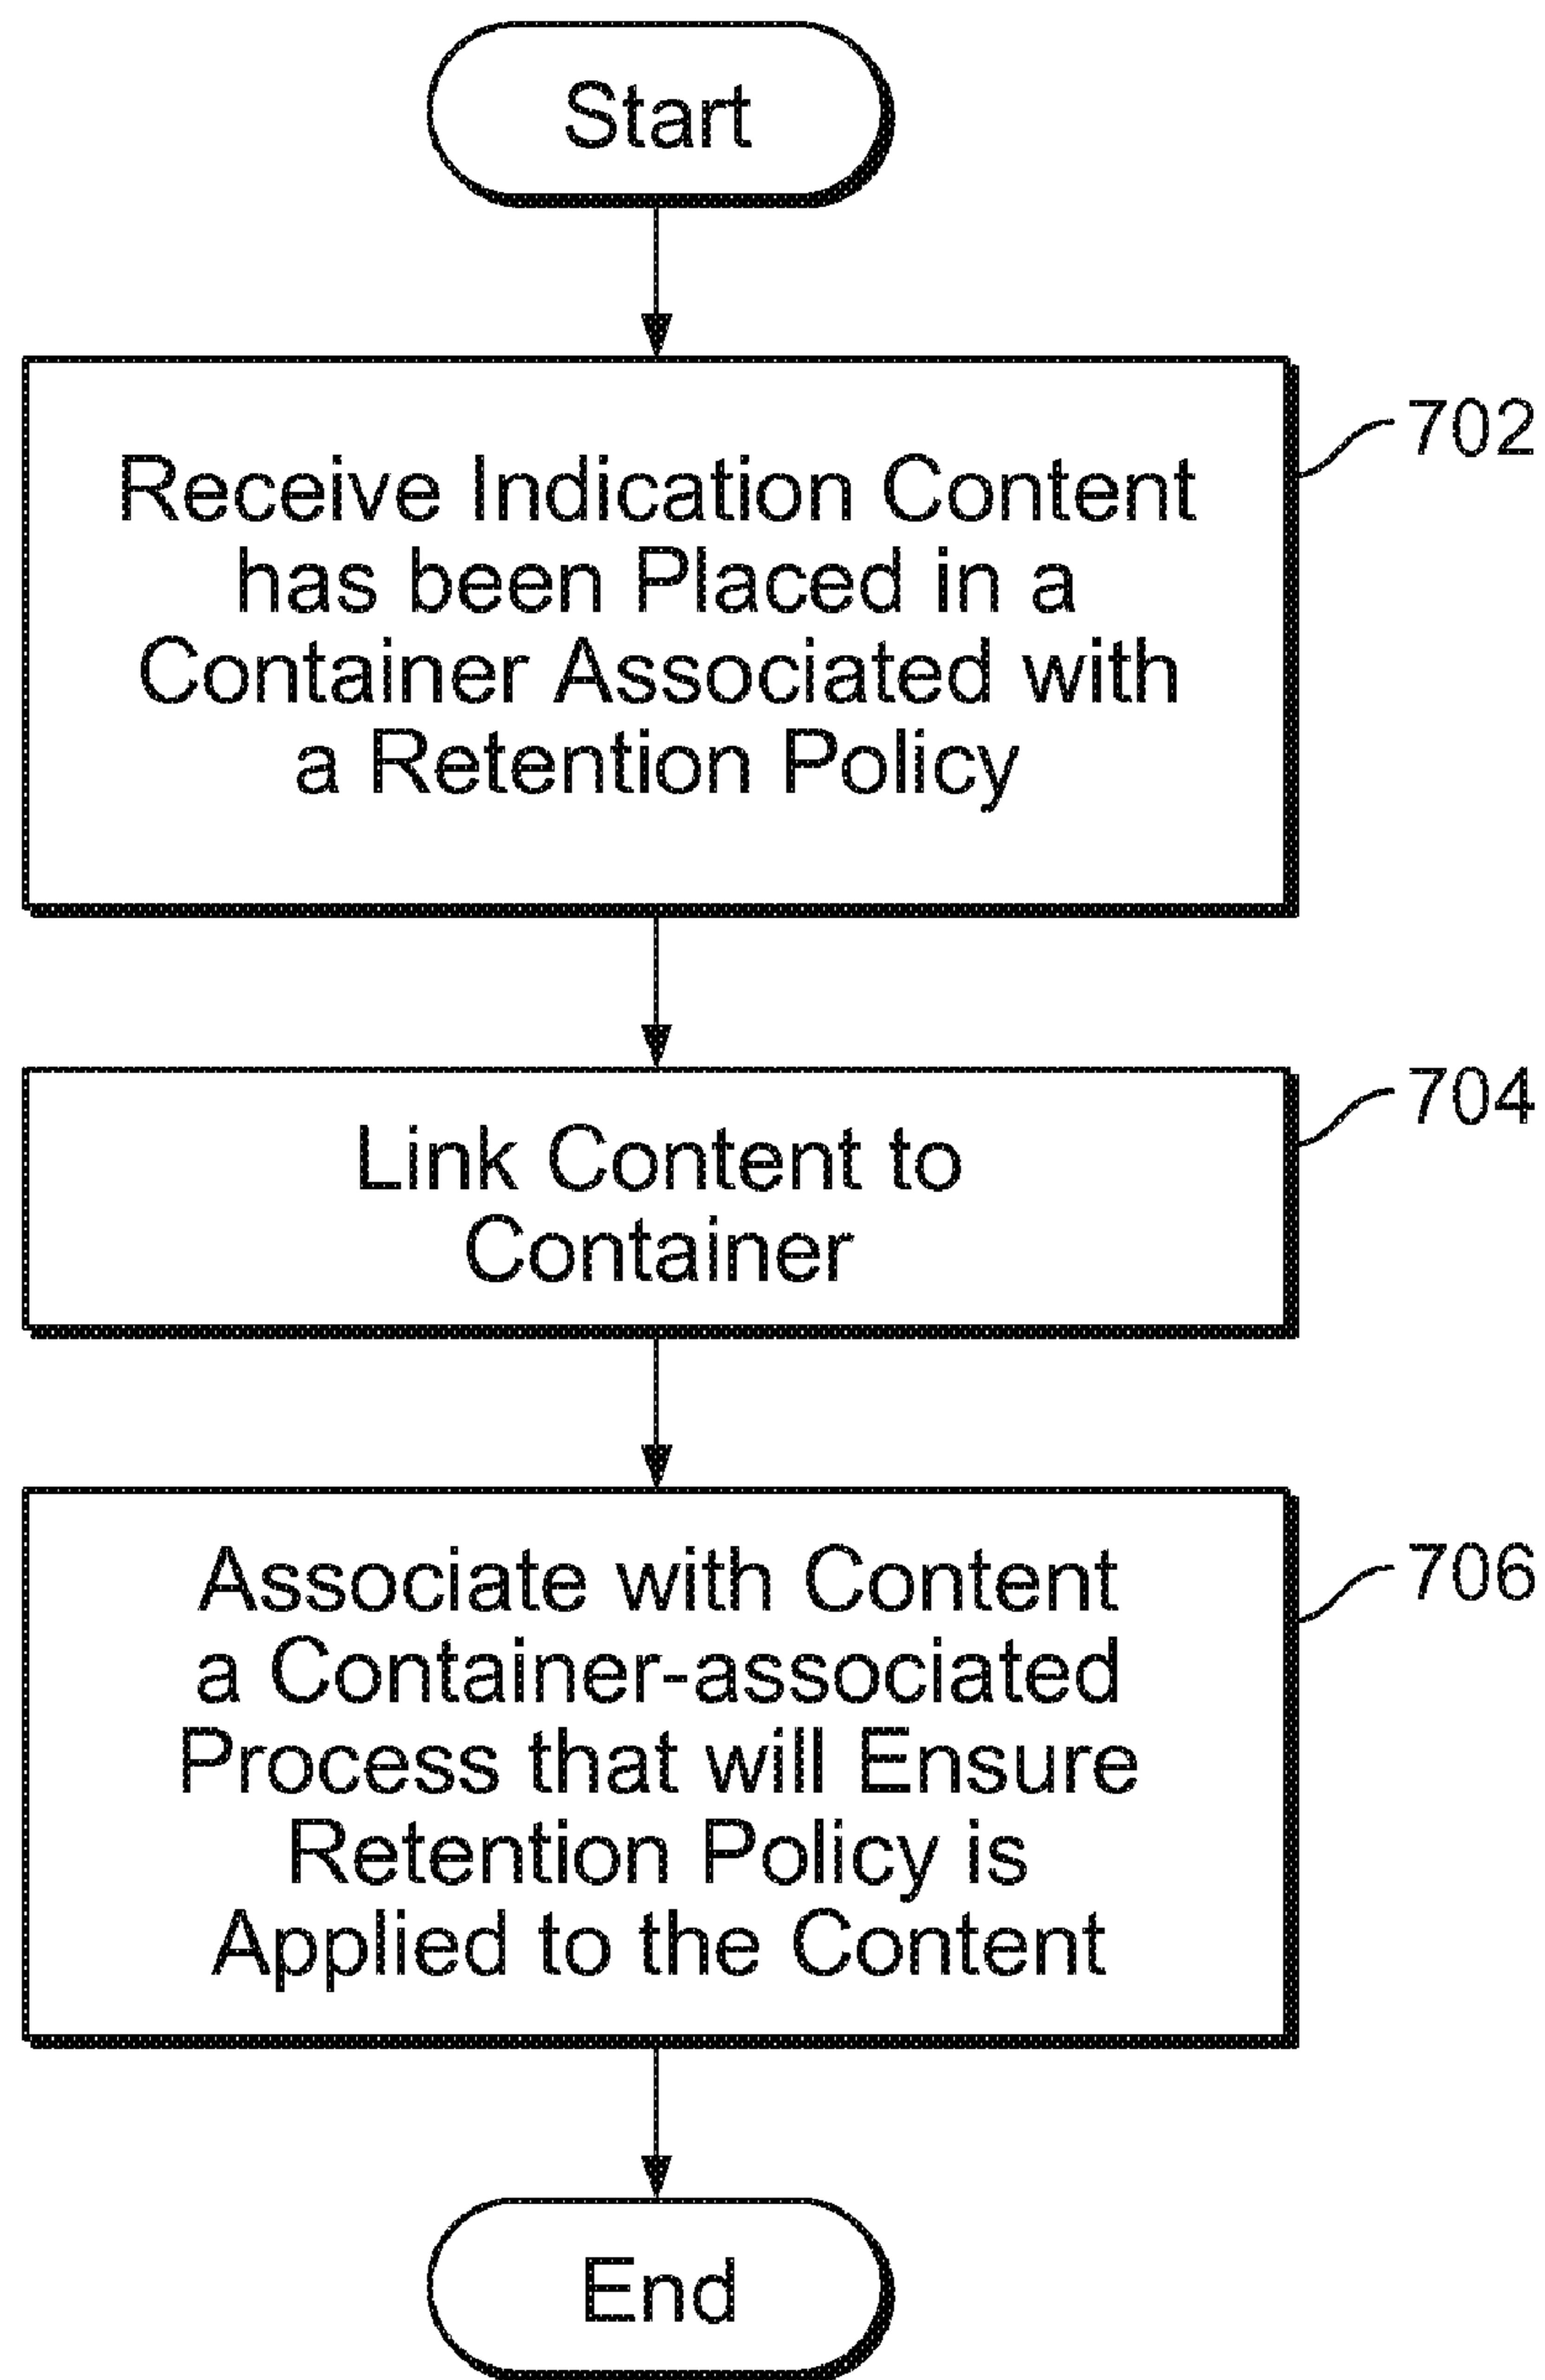 Start
Receive Indication Content
has been Placed in a
Container Associated with
a Retention Policy
702
Link Content to
Container
704
Associate with Content
a Container-associated
Process that will Ensure
Retention Policy is
Applied to the Content
706
End